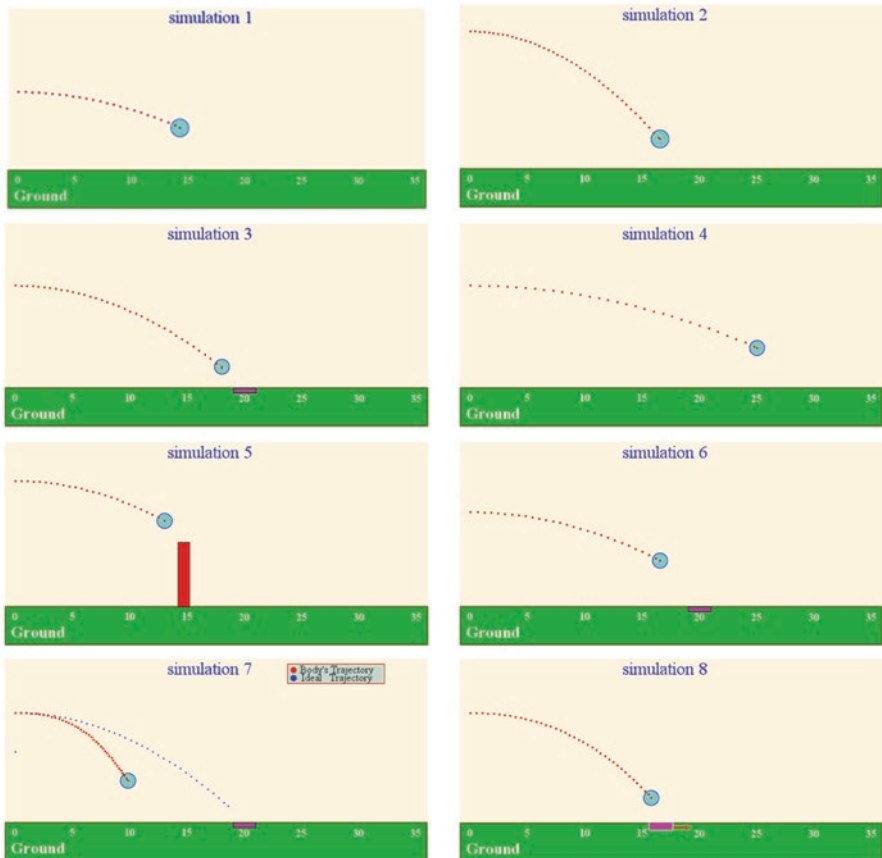 simulation 1
0 5 10 15 20 25 30 35
Ground
simulation 2
0 5 10 15 20 25 30 35
Ground
simulation 3
0 5 10 15 20 25 30 35
Ground
simulation 4
0 5 10 15 20 25 30 35
Ground
simulation 5
0 5 10 15 20 25 30 35
Ground
simulation 6
0 5 10 15 20 25 30 35
Ground
simulation 7
Body's Trajectory
Ideal Trajectory
0 5 10 15 20 25 30 35
Ground
simulation 8
0 5 10 15 20 25 30 35
Ground